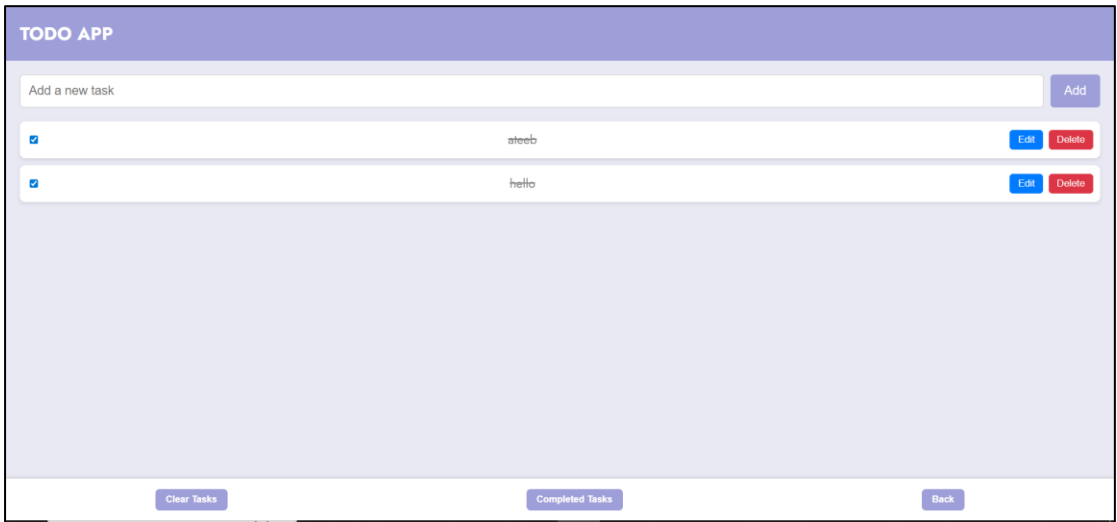 TODO APP
Add a new task
Add
ateeb
Edit
Delete
hello
Edit
Delete
Clear Tasks
Completed Tasks
Back